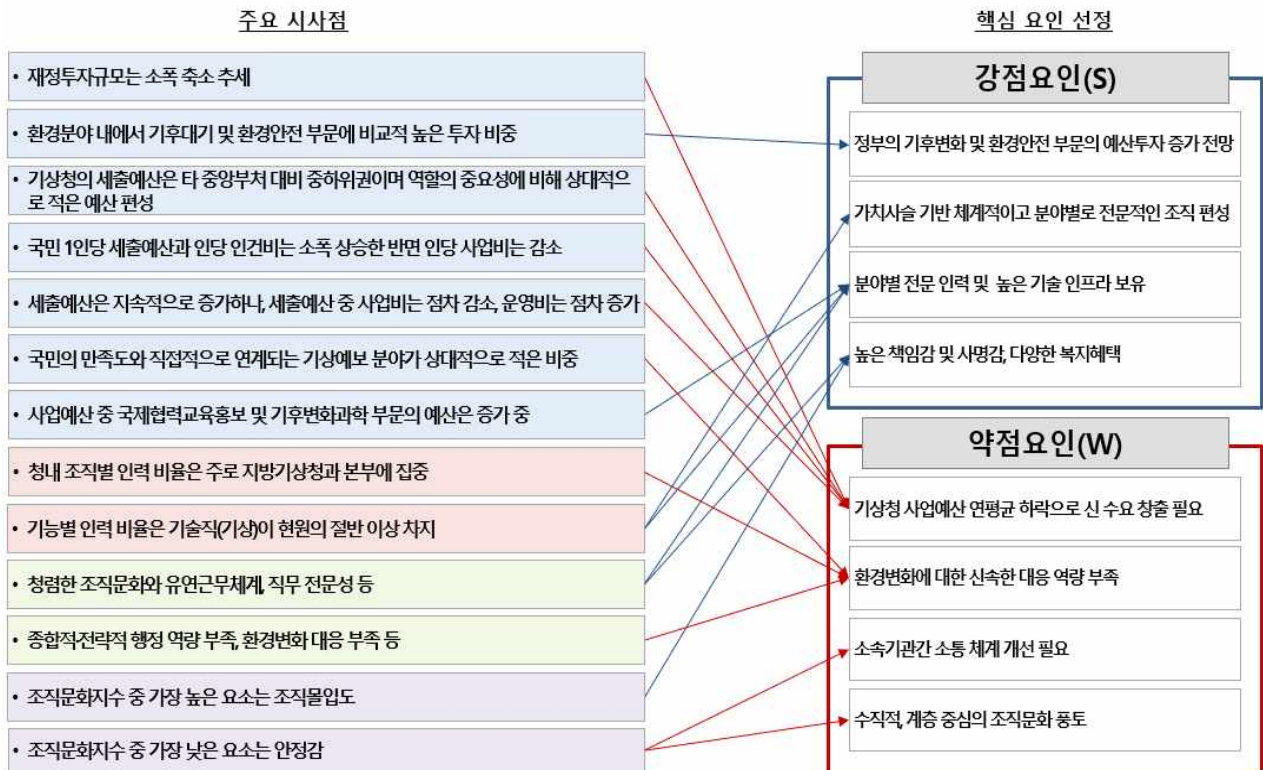 주요 시사점
• 재정투자규모는 소폭 축소 추세
• 환경분야 내에서 기후대기 및 환경안전 부문에 비교적 높은 투자 비중
• 기상청의 세출예산은 타 중앙부처 대비 중하위권이며 역할의 중요성에 비해 상대적
으로 적은 예산 편성
• 국민 1인당 세출예산과 인당 인건비는 소폭 상승한 반면 인당 사업비는 감소
• 세출예산은 지속적으로 증가하나, 세출예산 중 사업비는 점차 감소, 운영비는 점차 증가
• 국민의 만족도와 직접적으로 연계되는 기상예보 분야가 상대적으로 적은 비중
• 사업예산 중 국제협력교육홍보 및 기후변화과학 부문의 예산은 증가 중
• 청내 조직별 인력 비율은 주로 지방기상청과 본부에 집중
• 기능별 인력 비율은 기술직(기상)이 현원의 절반 이상 차지
• 청렴한 조직문화와 유연근무체계, 직무 전문성 등
• 종합적·전략적 행정 역량 부족, 환경변화 대응 부족 등
• 조직문화지수 중 가장 높은 요소는 조직몰입도
• 조직문화지수 중 가장 낮은 요소는 안정감
핵심 요인 선정
강점요인(S)
정부의 기후변화 및 환경안전 부문의 예산투자 증가 전망
가치사슬 기반 체계적이고 분야별로 전문적인 조직 편성
분야별 전문 인력 및 높은 기술 인프라 보유
높은 책임감 및 사명감, 다양한 복지혜택
약점요인(W)
기상청 사업예산 연평균 하락으로 신 수요 창출 필요
환경변화에 대한 신속한 대응 역량 부족
소속기관간 소통 체계 개선 필요
수직적, 계층 중심의 조직문화 풍토